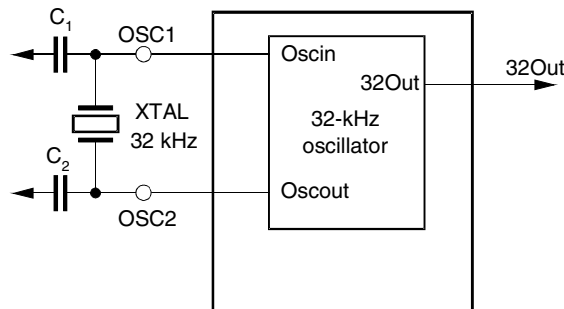 C1
OSC1
Oscin
32Out
32Out
XTAL
32 kHz
32-kHz
oscillator
C2
Oscout
OSC2